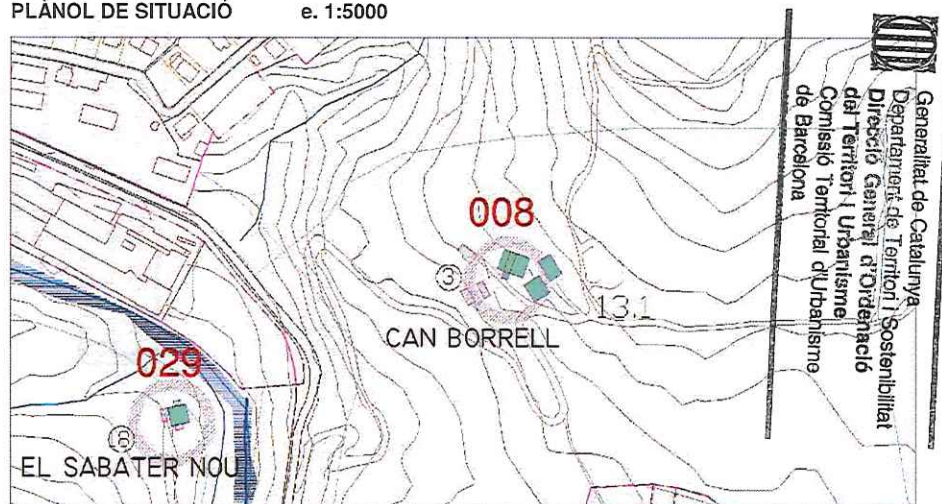 PLÀNOL DE SITUACIÓ e. 1:5000
008
3
13.1
CAN BORRELL
029
EL SABATER NOU
Generalitat de Catalunya
Departament de Territori i Sostenibilitat
Direcció General d'Ordenació
del Territori i Urbanisme
Comissió Territorial d'Urbanisme
de Barcelona